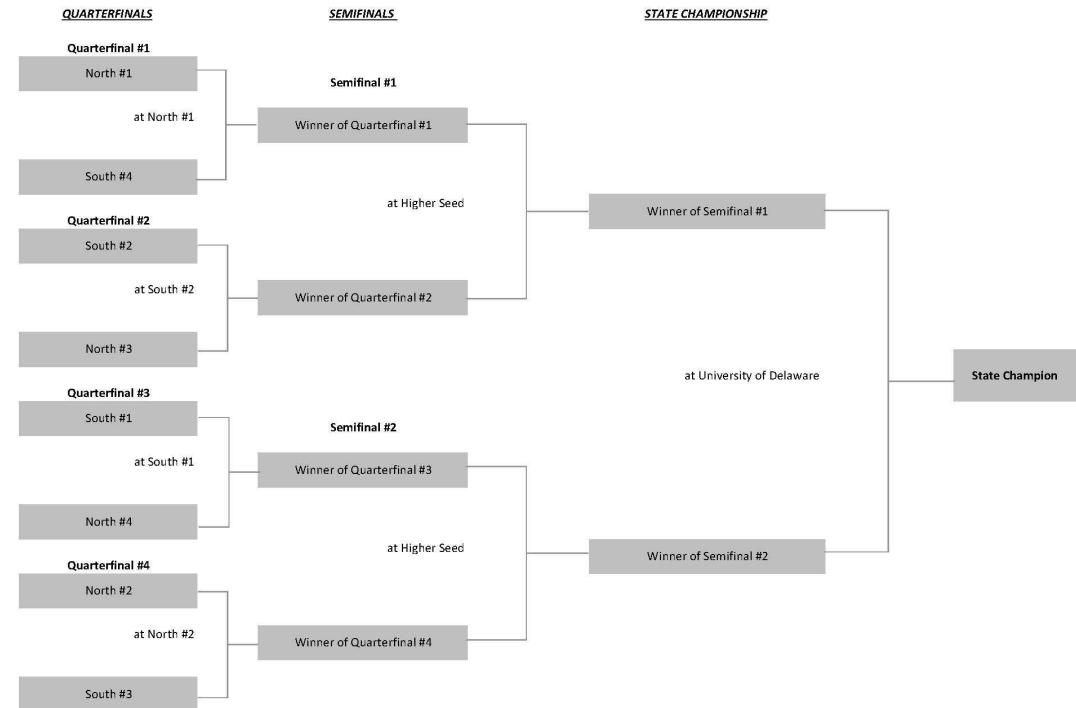 QUARTERFINALS
SEMIFINALS
STATE CHAMPIONSHIP
Quarterfinal #1
North #1
at North #1
South #4
Semifinal #1
Winner of Quarterfinal #1
at Higher Seed
Winner of Semifinal #1
Quarterfinal #2
South #2
at South #2
North #3
Winner of Quarterfinal #2
at University of Delaware
State Champion
Quarterfinal #3
South #1
at South #1
North #4
Semifinal #2
Winner of Quarterfinal #3
at Higher Seed
Winner of Semifinal #2
Quarterfinal #4
North #2
at North #2
South #3
Winner of Quarterfinal #4